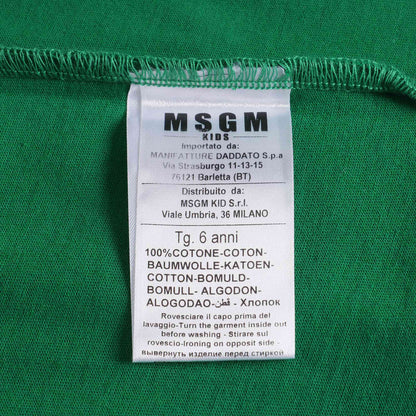 MSGM
KIDS
Importato da:
MANIFATTURE DADDATO S.p.a
Via Strasburgo 11-13-15
76121 Barletta (BT)
Distribuito da:
MSGM KID S.r.l.
Viale Umbria, 36 MILANO
Tg. 6 anni
100%COTONE-COTON-
BAUMWOLLE-KATOEN-
COTTON-BOMULD-
BOMULL- ALGODON-
ALOGODAO - قطن - Хлопок
Rovesciare il capo prima del
lavaggio-Turn the garment inside out
before washing - Stirare sul
rovescio-Ironing on opposite side -
вывернуть изделие перед стиркой